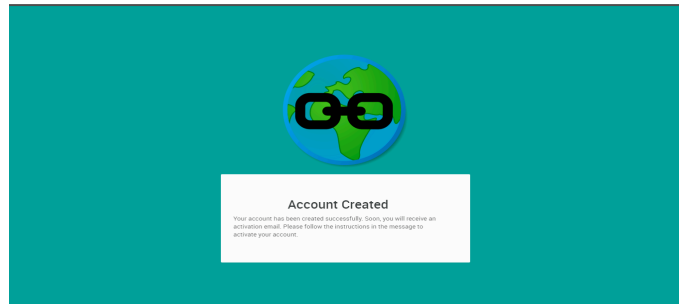 Account Created
Your account has been created successfully. Soon, you will receive an
activation email. Please follow the instructions in the message to
activate your account.